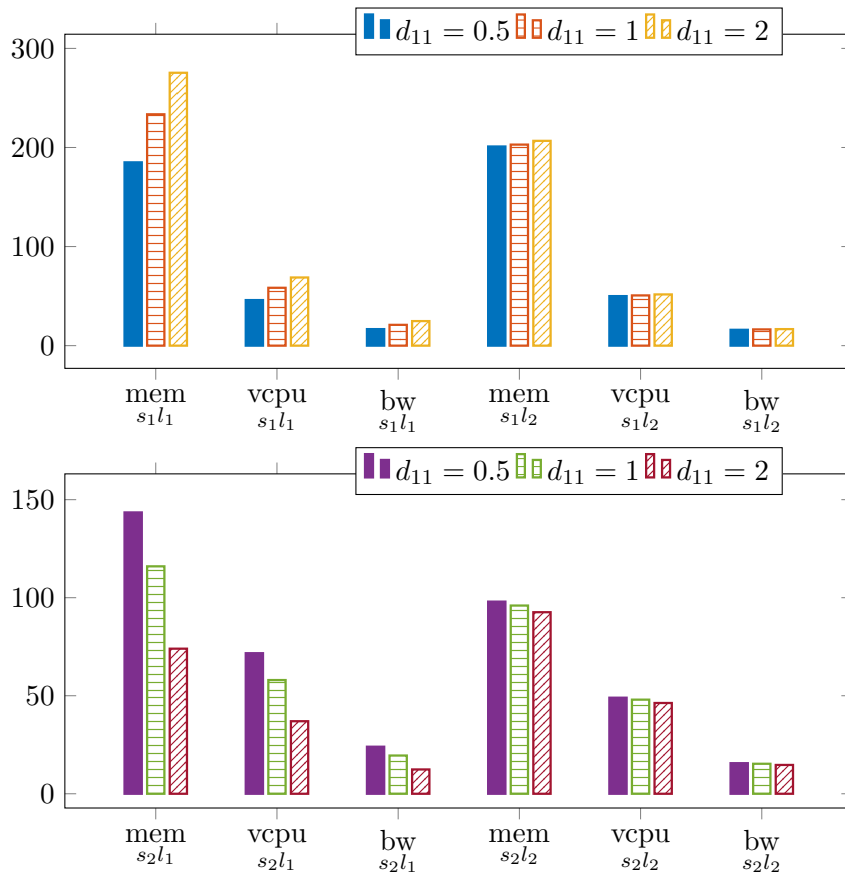 d₁₁ = 0.5 d₁₁ = 1 d₁₁ = 2
300
200
100
0
mem vcpu bw mem vcpu bw
s₁l₁ s₁l₁ s₁l₁ s₁l₂ s₁l₂ s₁l₂
d₁₁ = 0.5 d₁₁ = 1 d₁₁ = 2
150
100
50
0
mem vcpu bw mem vcpu bw
s₂l₁ s₂l₁ s₂l₁ s₂l₂ s₂l₂ s₂l₂